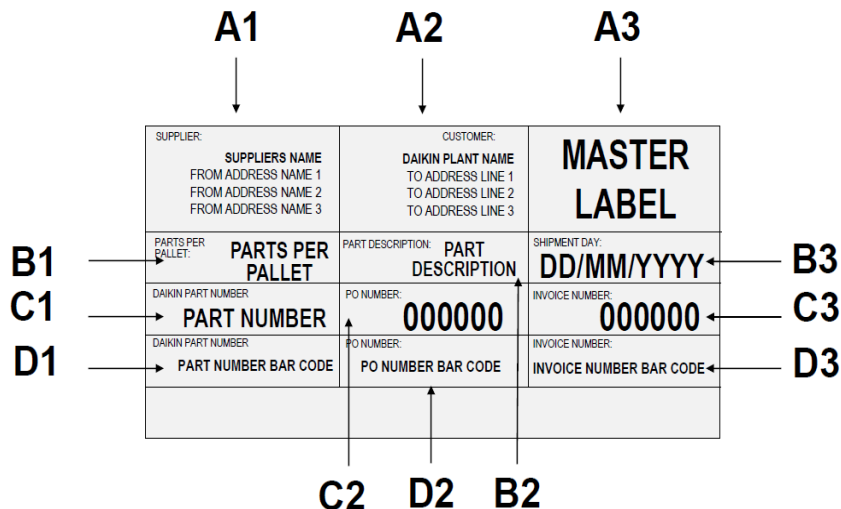 A1 A2 A3
SUPPLIER:
SUPPLIERS NAME
FROM ADDRESS NAME 1
FROM ADDRESS NAME 2
FROM ADDRESS NAME 3
CUSTOMER:
DAIKIN PLANT NAME
TO ADDRESS LINE 1
TO ADDRESS LINE 2
TO ADDRESS LINE 3
MASTER
LABEL
B1
PARTS PER
PALLET:
PARTS PER
PALLET
PART DESCRIPTION:
PART
DESCRIPTION
SHIPMENT DAY:
DD/MM/YYYY
B3
C1
DAIKIN PART NUMBER
PART NUMBER
PO NUMBER:
000000
INVOICE NUMBER:
000000
C3
D1
DAIKIN PART NUMBER
PART NUMBER BAR CODE
PO NUMBER:
PO NUMBER BAR CODE
INVOICE NUMBER:
INVOICE NUMBER BAR CODE
D3
C2 D2 B2